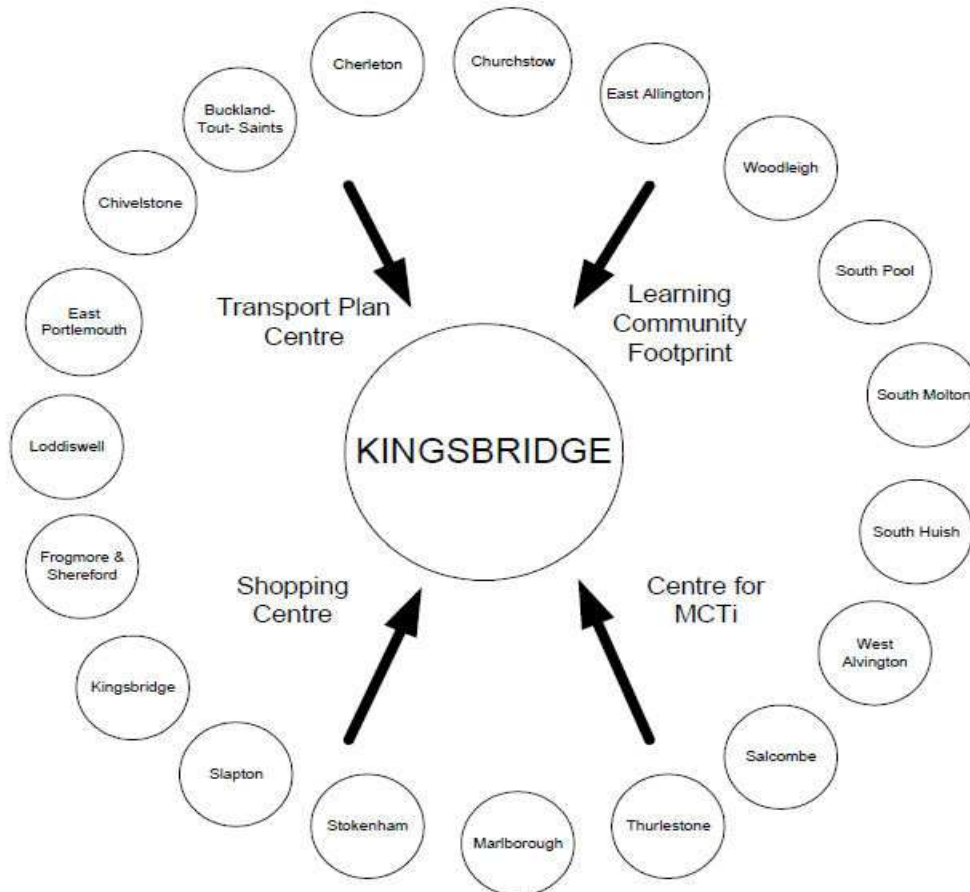 Cherleton
Churchstow
East Allington
Buckland-
Tout- Saints
Woodleigh
Chivelstone
South Pool
East
Portlemouth
Transport Plan
Centre
Learning
Community
Footprint
South Molton
KINGSBRIDGE
Loddiswell
South Huish
Frogmore &
Shereford
Shopping
Centre
Centre for
MCTi
West
Alvington
Kingsbridge
Salcombe
Slapton
Stokenham
Marlborough
Thurlestone